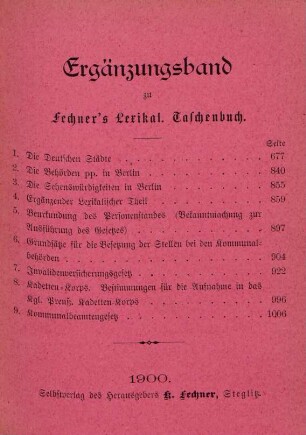 Ergänzungsband
zu
Fechner's Lexikal. Taschenbuch.
Seite
1. Die Deutschen Städte . . . . . . . 677
2. Die Behörden pp. in Berlin . . . . . . 840
3. Die Sehenswürdigkeiten in Berlin . . . . . 855
4. Ergänzender Lexikalischer Theil . . . . . 859
5. Beurkundung des Personenstandes (Bekanntmachung zur
Ausführung des Gesetzes) . . . . . . 897
6. Grundsätze für die Besetzung der Stellen bei den Kommunal-
behörden . . . . . . . . . 904
7. Invalidenversicherungsgesetz . . . . . . 922
8. Kadetten-Korps. Bestimmungen für die Aufnahme in das
Kgl. Preuß. Kadetten-Korps . . . . . . 996
9. Kommunalbeamtengesetz . . . . . . . 1006
1900.
Selbstverlag des Herausgebers K. Fechner, Steglitz.